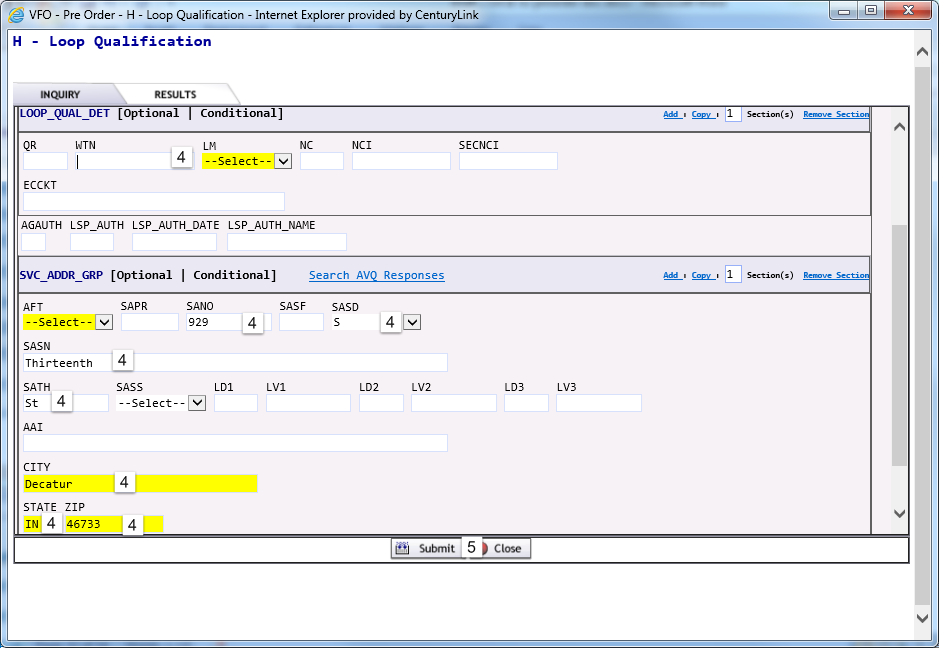 VFO - Pre Order - H - Loop Qualification - Internet Explorer provided by CenturyLink
H - Loop Qualification
INQUIRY RESULTS
LOOP_QUAL_DET [Optional | Conditional] Add Copy 1 Section(s) Remove Section
QR WTN LM NC NCI SECNCI
4 --Select--
ECCKT
AGAUTH LSP_AUTH LSP_AUTH_DATE LSP_AUTH_NAME
SVC_ADDR_GRP [Optional | Conditional] Search AVQ Responses Add Copy 1 Section(s) Remove Section
AFT SAPR SANO SASF SASD
--Select-- 929 4 S 4
SASN
Thirteenth 4
SATH SASS LD1 LV1 LD2 LV2 LD3 LV3
St 4 --Select--
AAI
CITY
Decatur 4
STATE ZIP
IN 4 46733 4
Submit 5 Close